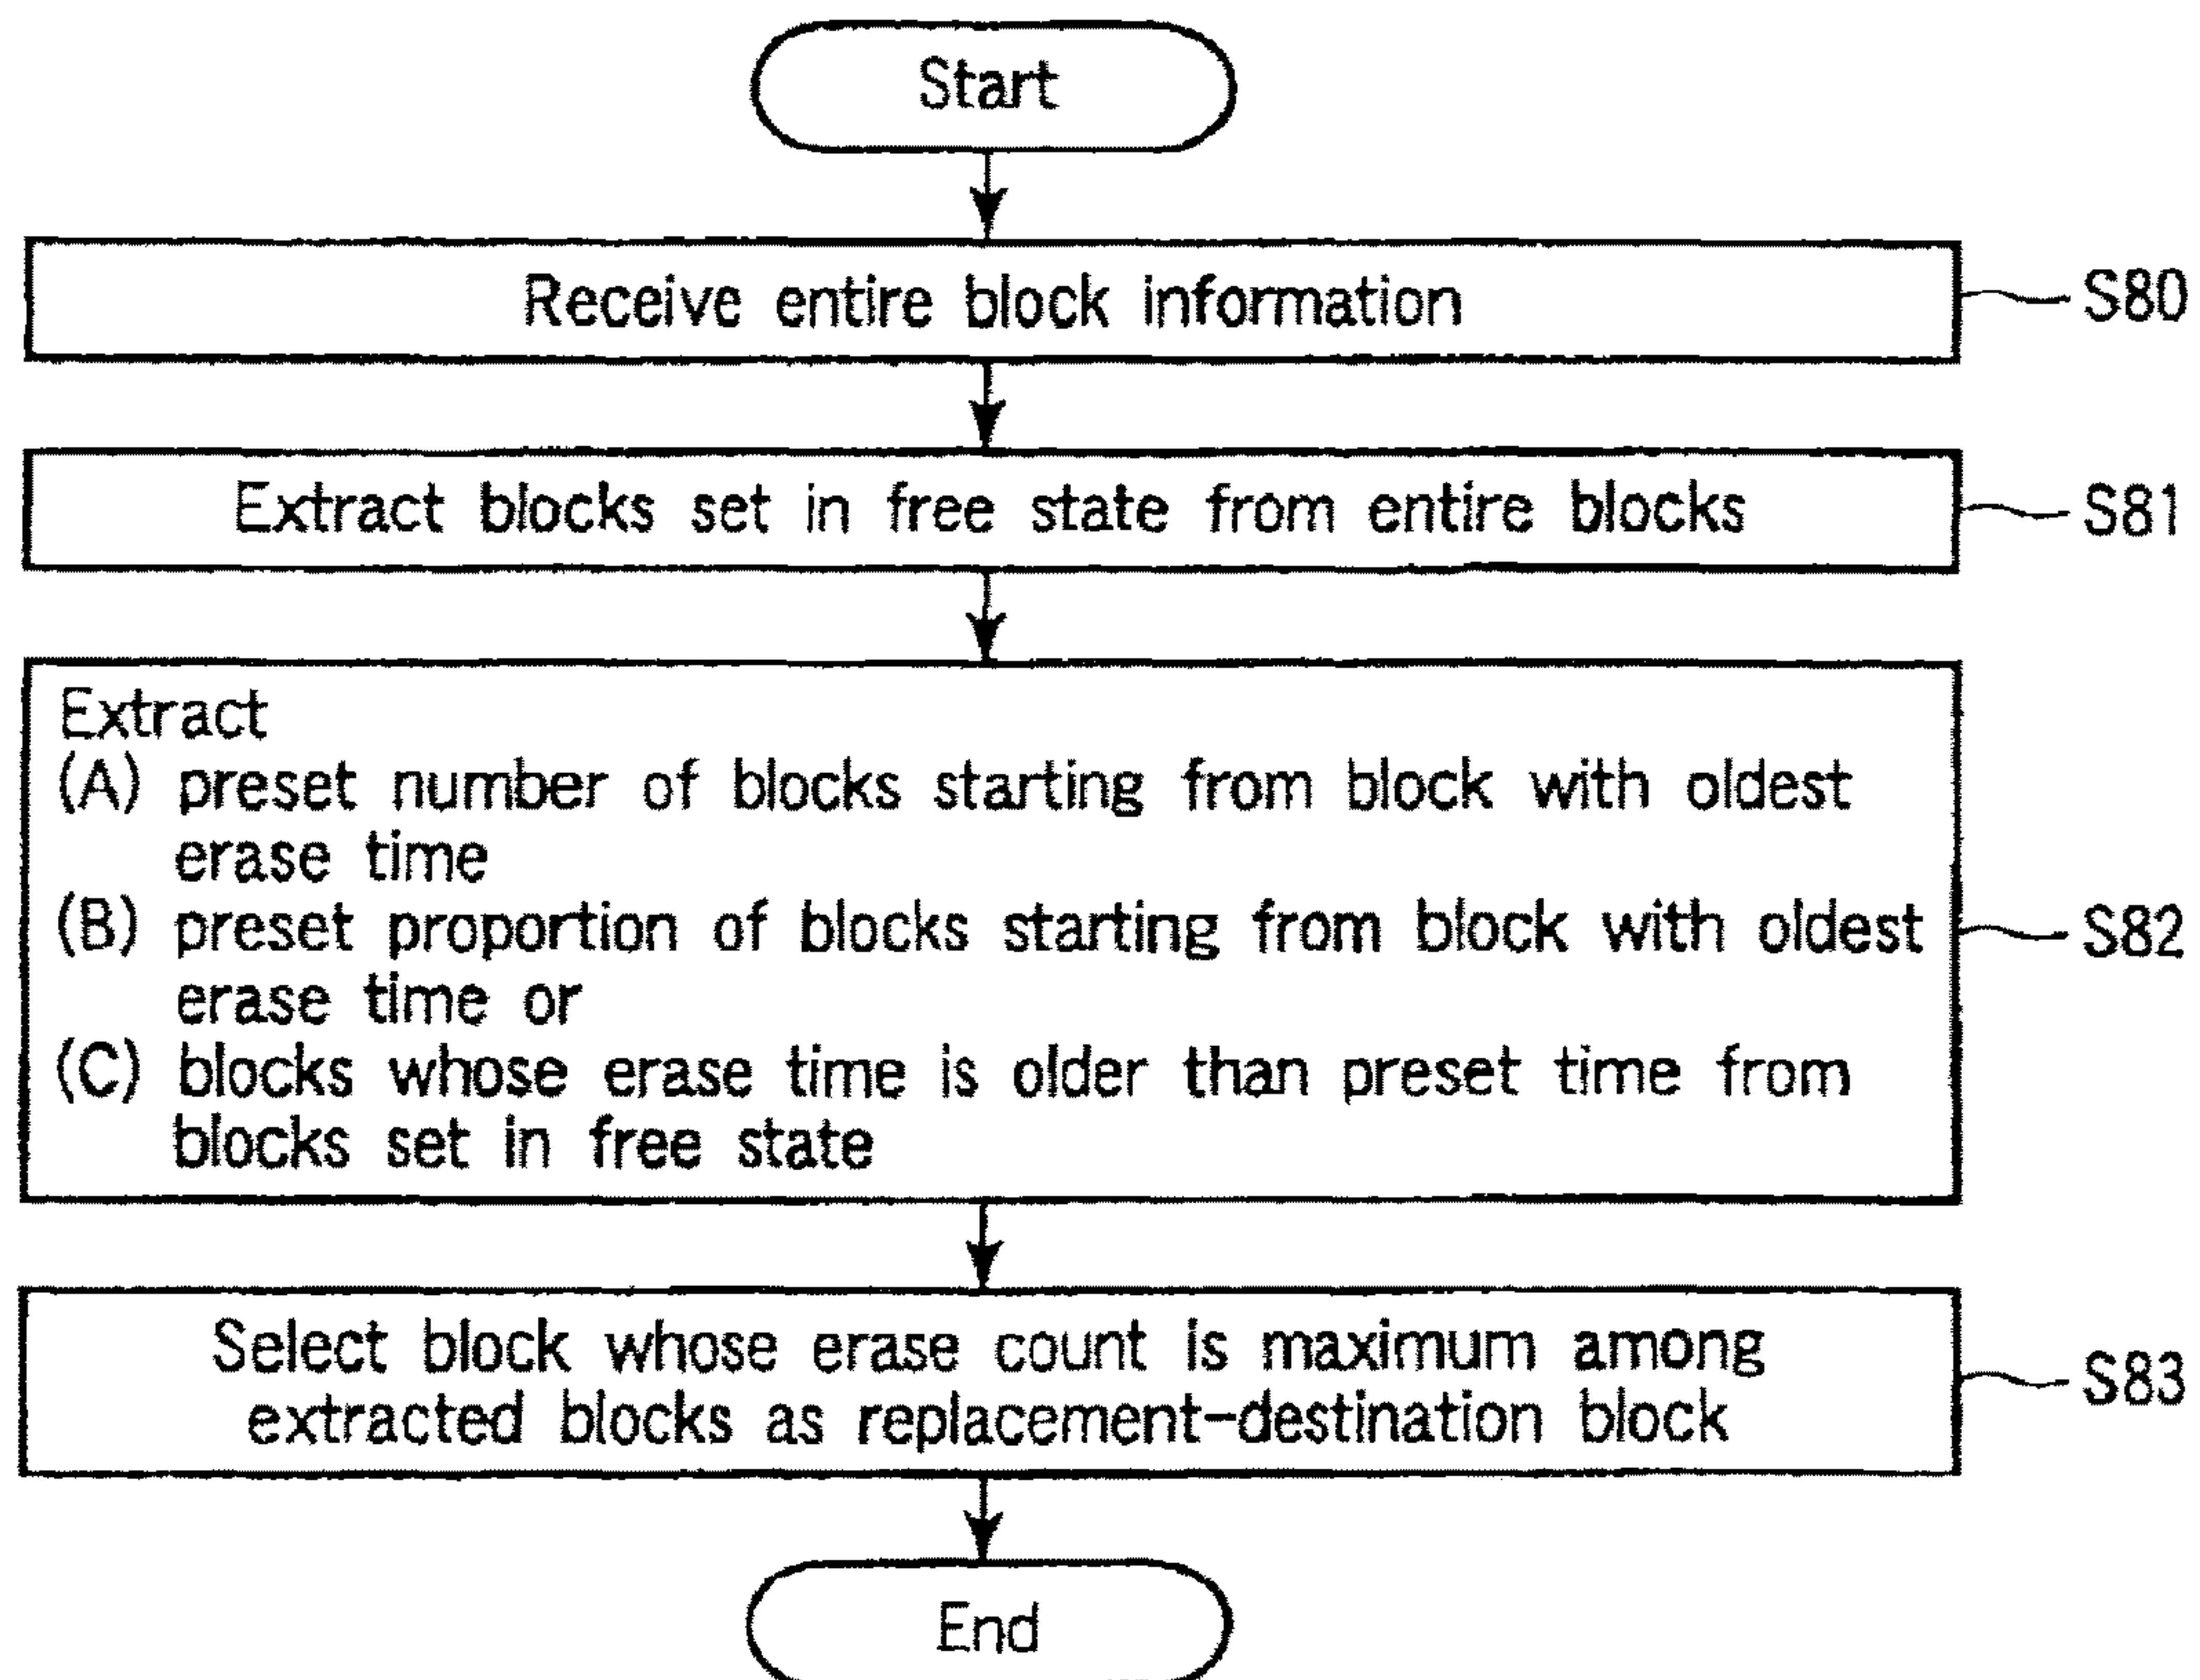 Start
Receive entire block information
S80
Extract blocks set in free state from entire blocks
S81
Extract
(A) preset number of blocks starting from block with oldest
erase time
(B) preset proportion of blocks starting from block with oldest
erase time or
(C) blocks whose erase time is older than preset time from
blocks set in free state
S82
Select block whose erase count is maximum among
extracted blocks as replacement-destination block
S83
End